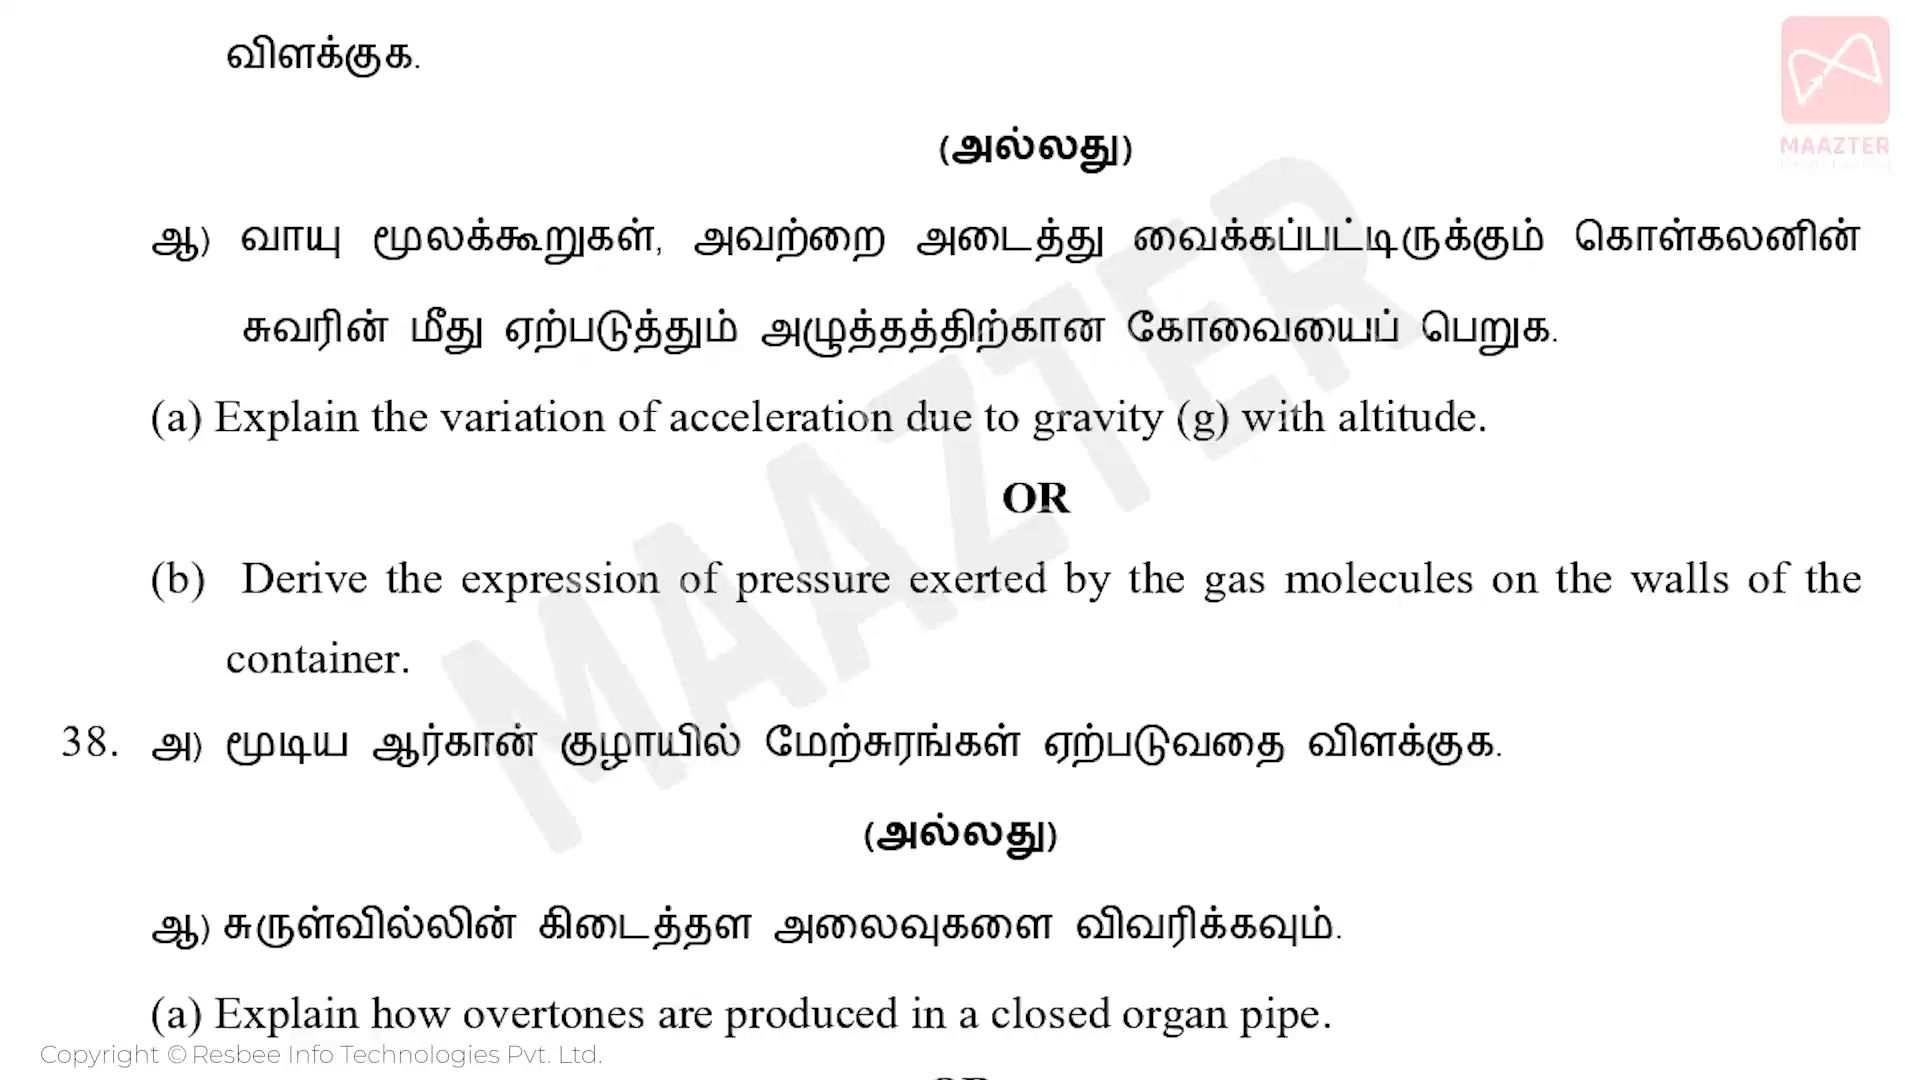 விளக்குக.
MAAZTER
(அல்லது)
ஆ) வாயு மூலக்கூறுகள், அவற்றை அடைத்து வைக்கப்பட்டிருக்கும் கொள்கலனின்
சுவரின் மீது ஏற்படுத்தும் அழுத்தத்திற்கான கோவையைப் பெறுக.
(a) Explain the variation of acceleration due to gravity (g) with altitude.
OR
(b) Derive the expression of pressure exerted by the gas molecules on the walls of the
container.
MAAZTER
38. அ) மூடிய ஆர்கான் குழாயில் மேற்சுரங்கள் ஏற்படுவதை விளக்குக.
(அல்லது)
ஆ) சுருள்வில்லின் கிடைத்தள அலைவுகளை விவரிக்கவும்.
(a) Explain how overtones are produced in a closed organ pipe.
Copyright © Resbee Info Technologies Pvt. Ltd.